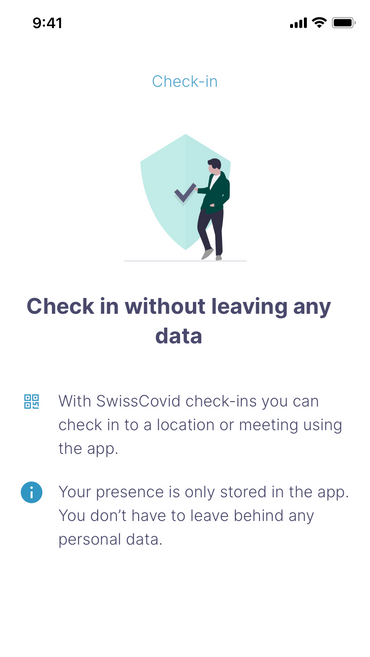 9:41
Check-in
Check in without leaving any
data
With SwissCovid check-ins you can
check in to a location or meeting using
the app.
Your presence is only stored in the app.
You don’t have to leave behind any
personal data.